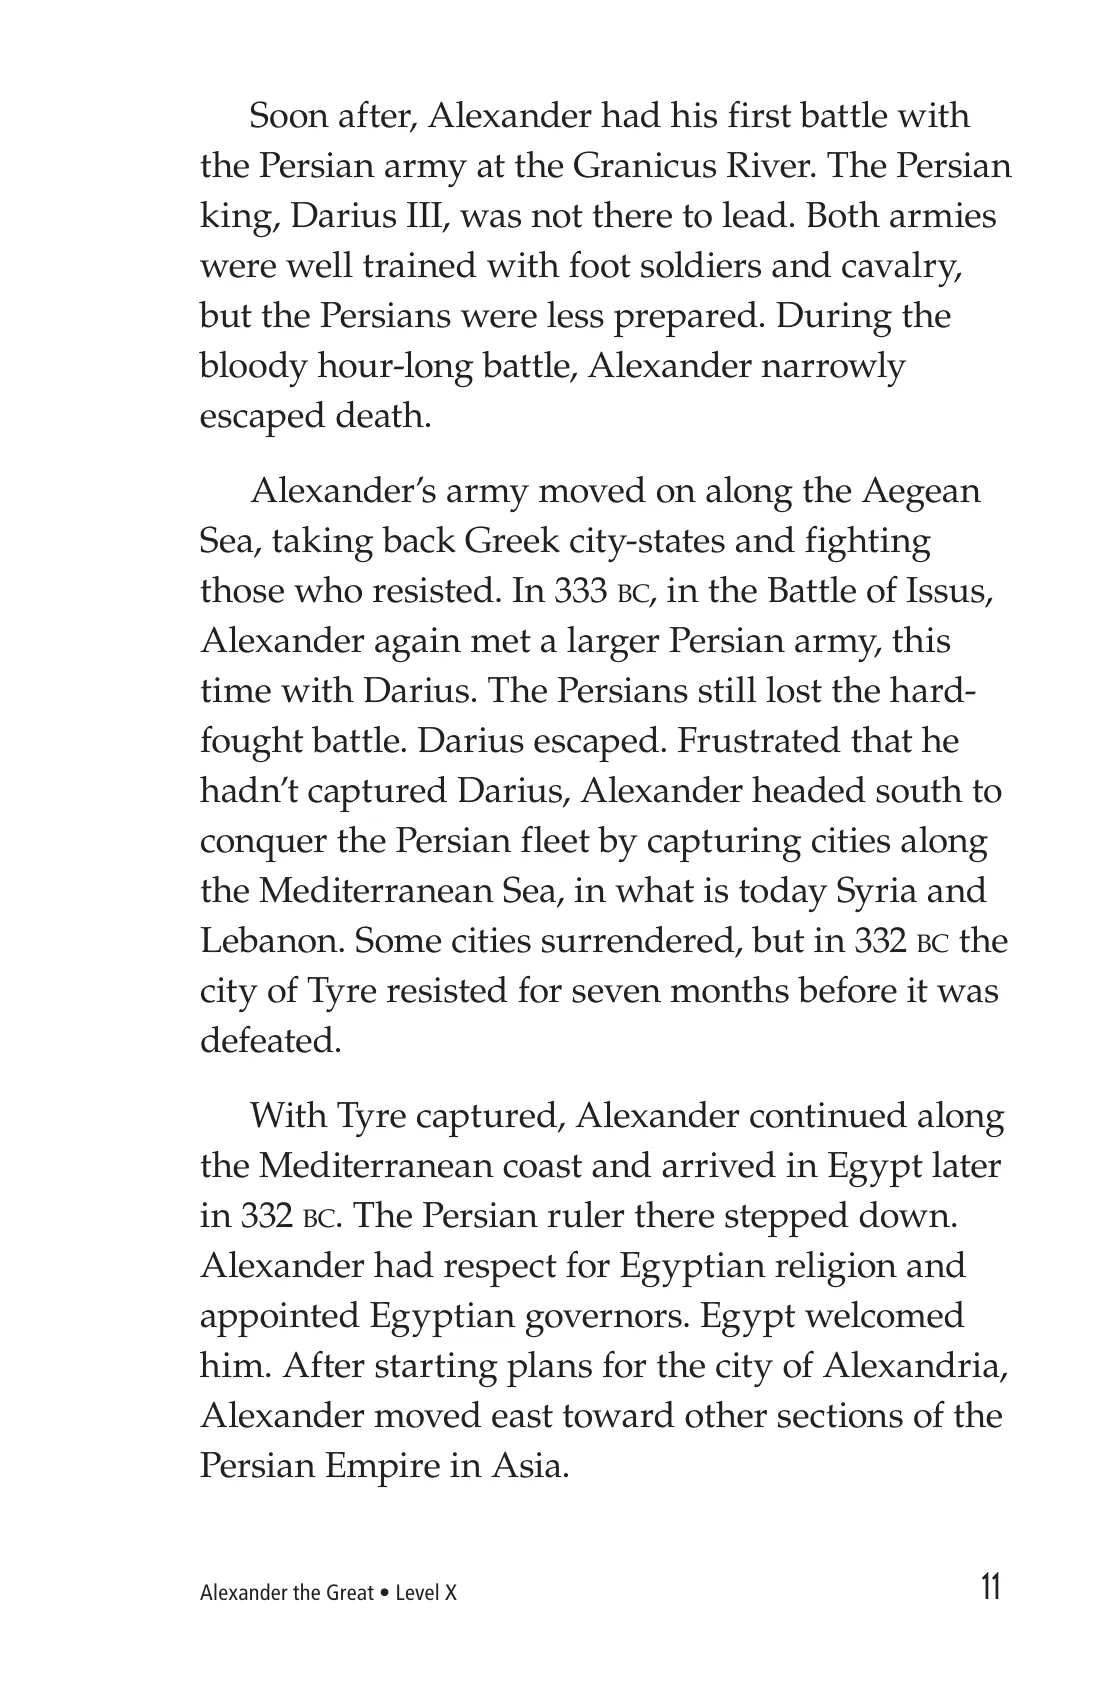 Soon after, Alexander had his first battle with
the Persian army at the Granicus River. The Persian
king, Darius III, was not there to lead. Both armies
were well trained with foot soldiers and cavalry,
but the Persians were less prepared. During the
bloody hour-long battle, Alexander narrowly
escaped death.
Alexander’s army moved on along the Aegean
Sea, taking back Greek city-states and fighting
those who resisted. In 333 BC, in the Battle of Issus,
Alexander again met a larger Persian army, this
time with Darius. The Persians still lost the hard-
fought battle. Darius escaped. Frustrated that he
hadn’t captured Darius, Alexander headed south to
conquer the Persian fleet by capturing cities along
the Mediterranean Sea, in what is today Syria and
Lebanon. Some cities surrendered, but in 332 BC the
city of Tyre resisted for seven months before it was
defeated.
With Tyre captured, Alexander continued along
the Mediterranean coast and arrived in Egypt later
in 332 BC. The Persian ruler there stepped down.
Alexander had respect for Egyptian religion and
appointed Egyptian governors. Egypt welcomed
him. After starting plans for the city of Alexandria,
Alexander moved east toward other sections of the
Persian Empire in Asia.
Alexander the Great • Level X 11